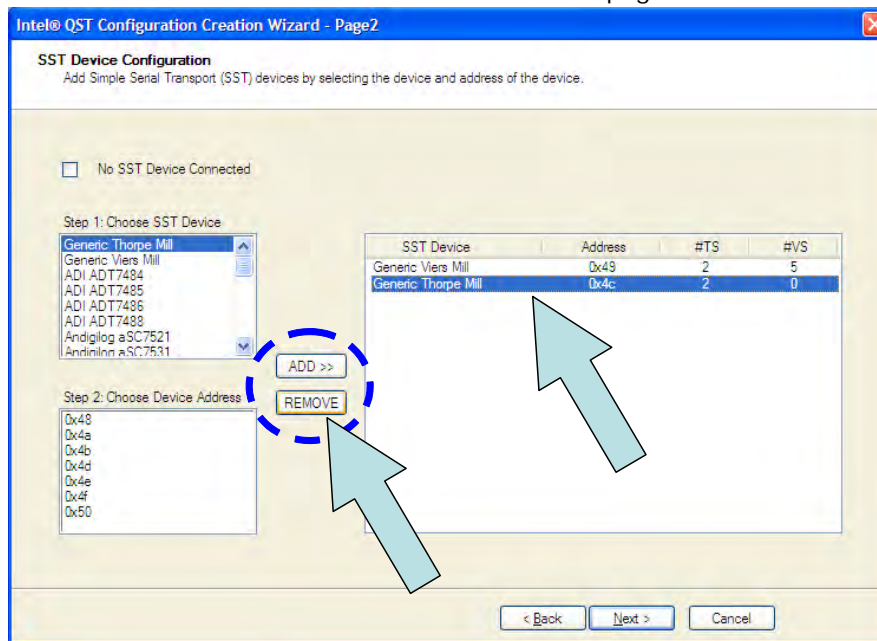 Intel® QST Configuration Creation Wizard - Page2
SST Device Configuration
Add Simple Serial Transport (SST) devices by selecting the device and address of the device.
No SST Device Connected
Step 1: Choose SST Device
Generic Thorpe Mill
Generic Viers Mill
ADI ADT7484
ADI ADT7485
ADI ADT7486
ADI ADT7488
Andigilog aSC7521
Andigilog aSC7531
ADD >>
REMOVE
Step 2: Choose Device Address
0x48
0x4a
0x4b
0x4d
0x4e
0x4f
0x50
SST Device Address #TS #VS
Generic Viers Mill 0x49 2 5
Generic Thorpe Mill 0x4c 2 0
< Back Next > Cancel